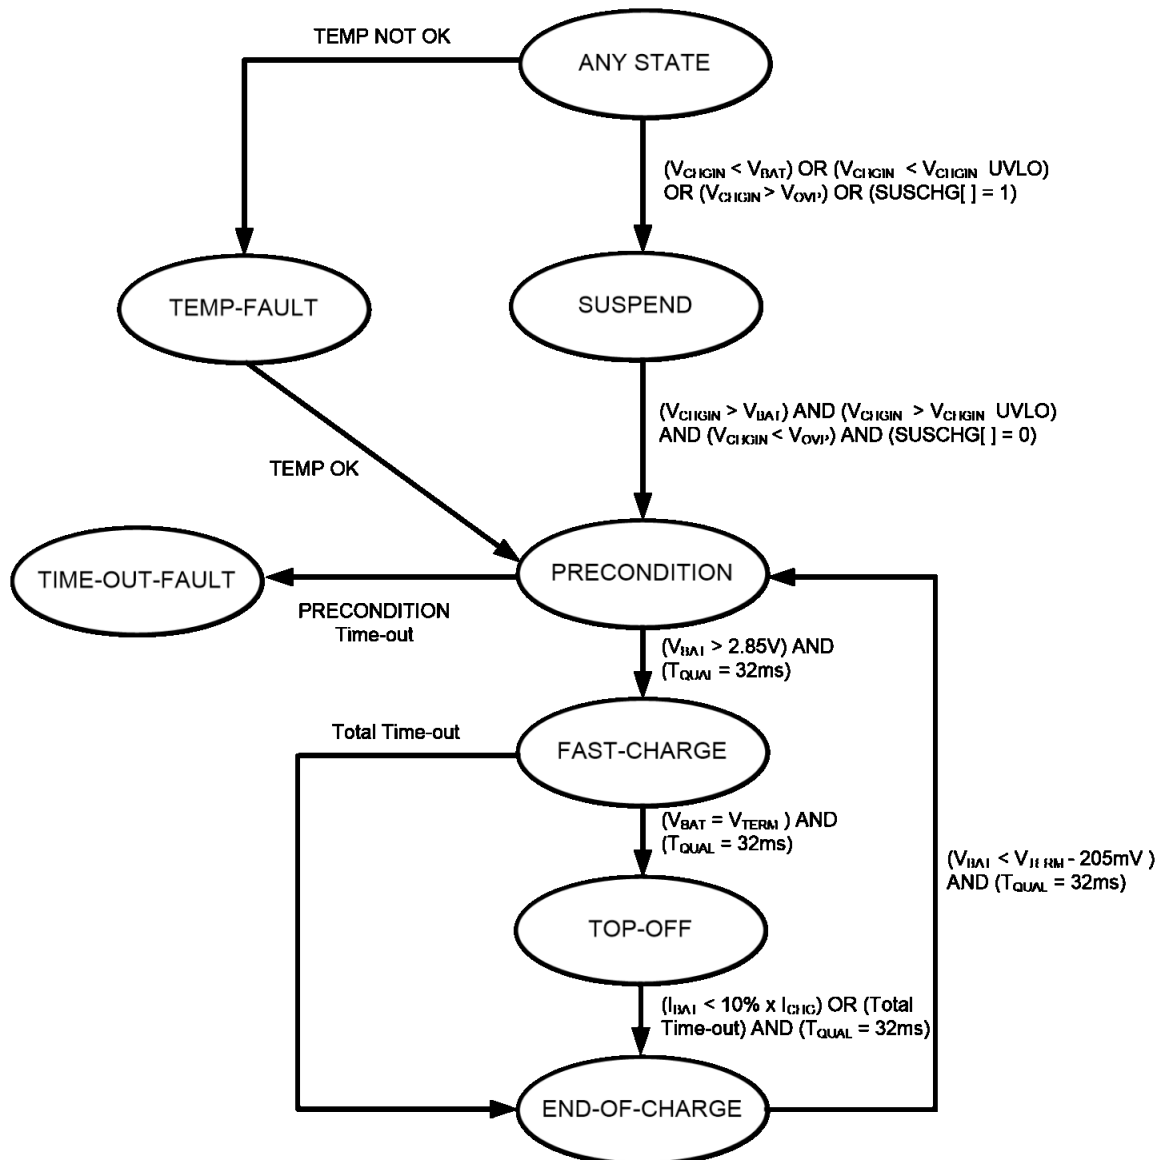 TEMP NOT OK
ANY STATE
(VCHGIN < VBAT) OR (VCHGIN < VCHGIN UVLO)
OR (VCHGIN > VOVP) OR (SUSCHG[ ] = 1)
TEMP-FAULT
SUSPEND
(VCHGIN > VBAT) AND (VCHGIN > VCHGIN UVLO)
AND (VCHGIN < VOVP) AND (SUSCHG[ ] = 0)
TEMP OK
TIME-OUT-FAULT
PRECONDITION
PRECONDITION
Time-out
(VBAT > 2.85V) AND
(TQUAL = 32ms)
Total Time-out
FAST-CHARGE
(VBAT = VTERM ) AND
(TQUAL = 32ms)
(VBAT < VTERM - 205mV )
AND (TQUAL = 32ms)
TOP-OFF
(IBAT < 10% x ICHG) OR (Total
Time-out) AND (TQUAL = 32ms)
END-OF-CHARGE